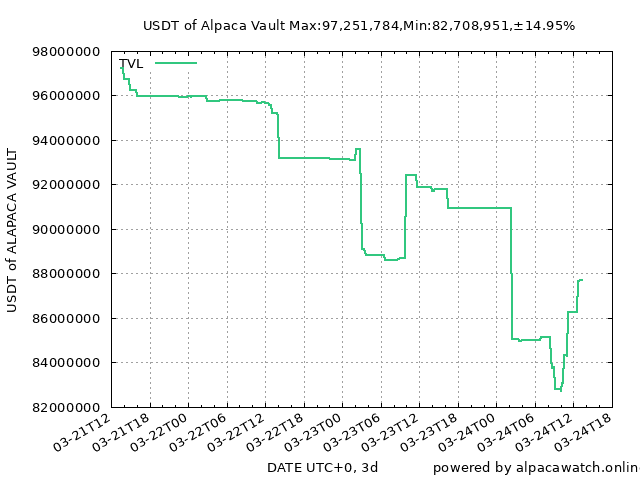 USDT of Alpaca Vault Max:97,251,784,Min:82,708,951,±14.95%
98000000
TVL
96000000
94000000
92000000
90000000
88000000
86000000
84000000
82000000
USDT of ALAPACA VAULT
03-21T12
03-21T18
03-22T00
03-22T06
03-22T12
03-22T18
03-23T00
03-23T06
03-23T12
03-23T18
03-24T00
03-24T06
03-24T12
03-24T18
DATE UTC+0, 3d
powered by alpacawatch.onlin